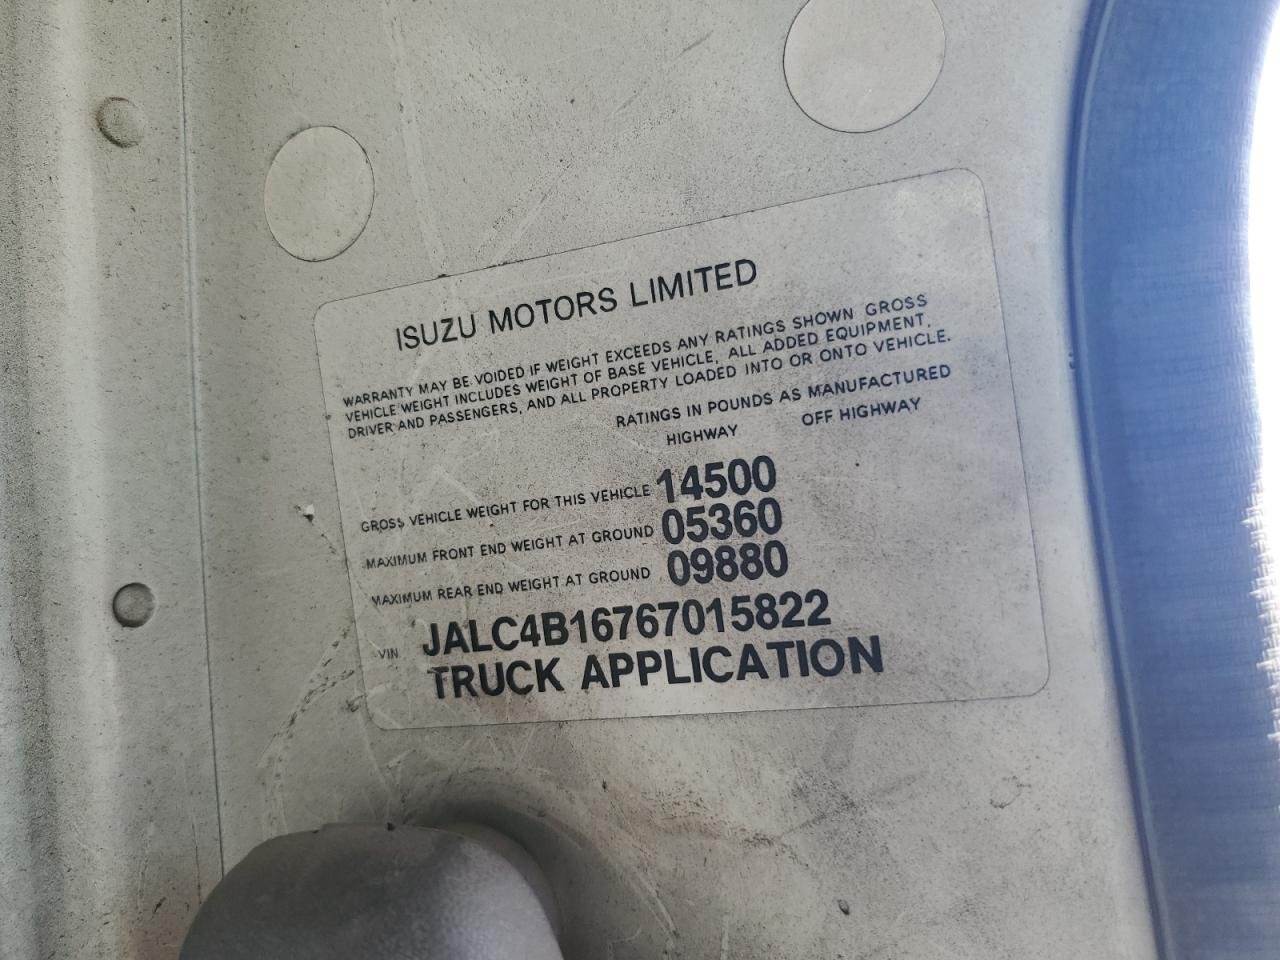 ISUZU MOTORS LIMITED
WARRANTY MAY BE VOIDED IF WEIGHT EXCEEDS ANY RATINGS SHOWN GROSS
VEHICLE WEIGHT INCLUDES WEIGHT OF BASE VEHICLE, ALL ADDED EQUIPMENT,
DRIVER AND PASSENGERS, AND ALL PROPERTY LOADED INTO OR ONTO VEHICLE.
RATINGS IN POUNDS AS MANUFACTURED
HIGHWAY OFF HIGHWAY
GROSS VEHICLE WEIGHT FOR THIS VEHICLE 14500
MAXIMUM FRONT END WEIGHT AT GROUND 05360
MAXIMUM REAR END WEIGHT AT GROUND 09880
VIN JALC4B16767015822
TRUCK APPLICATION